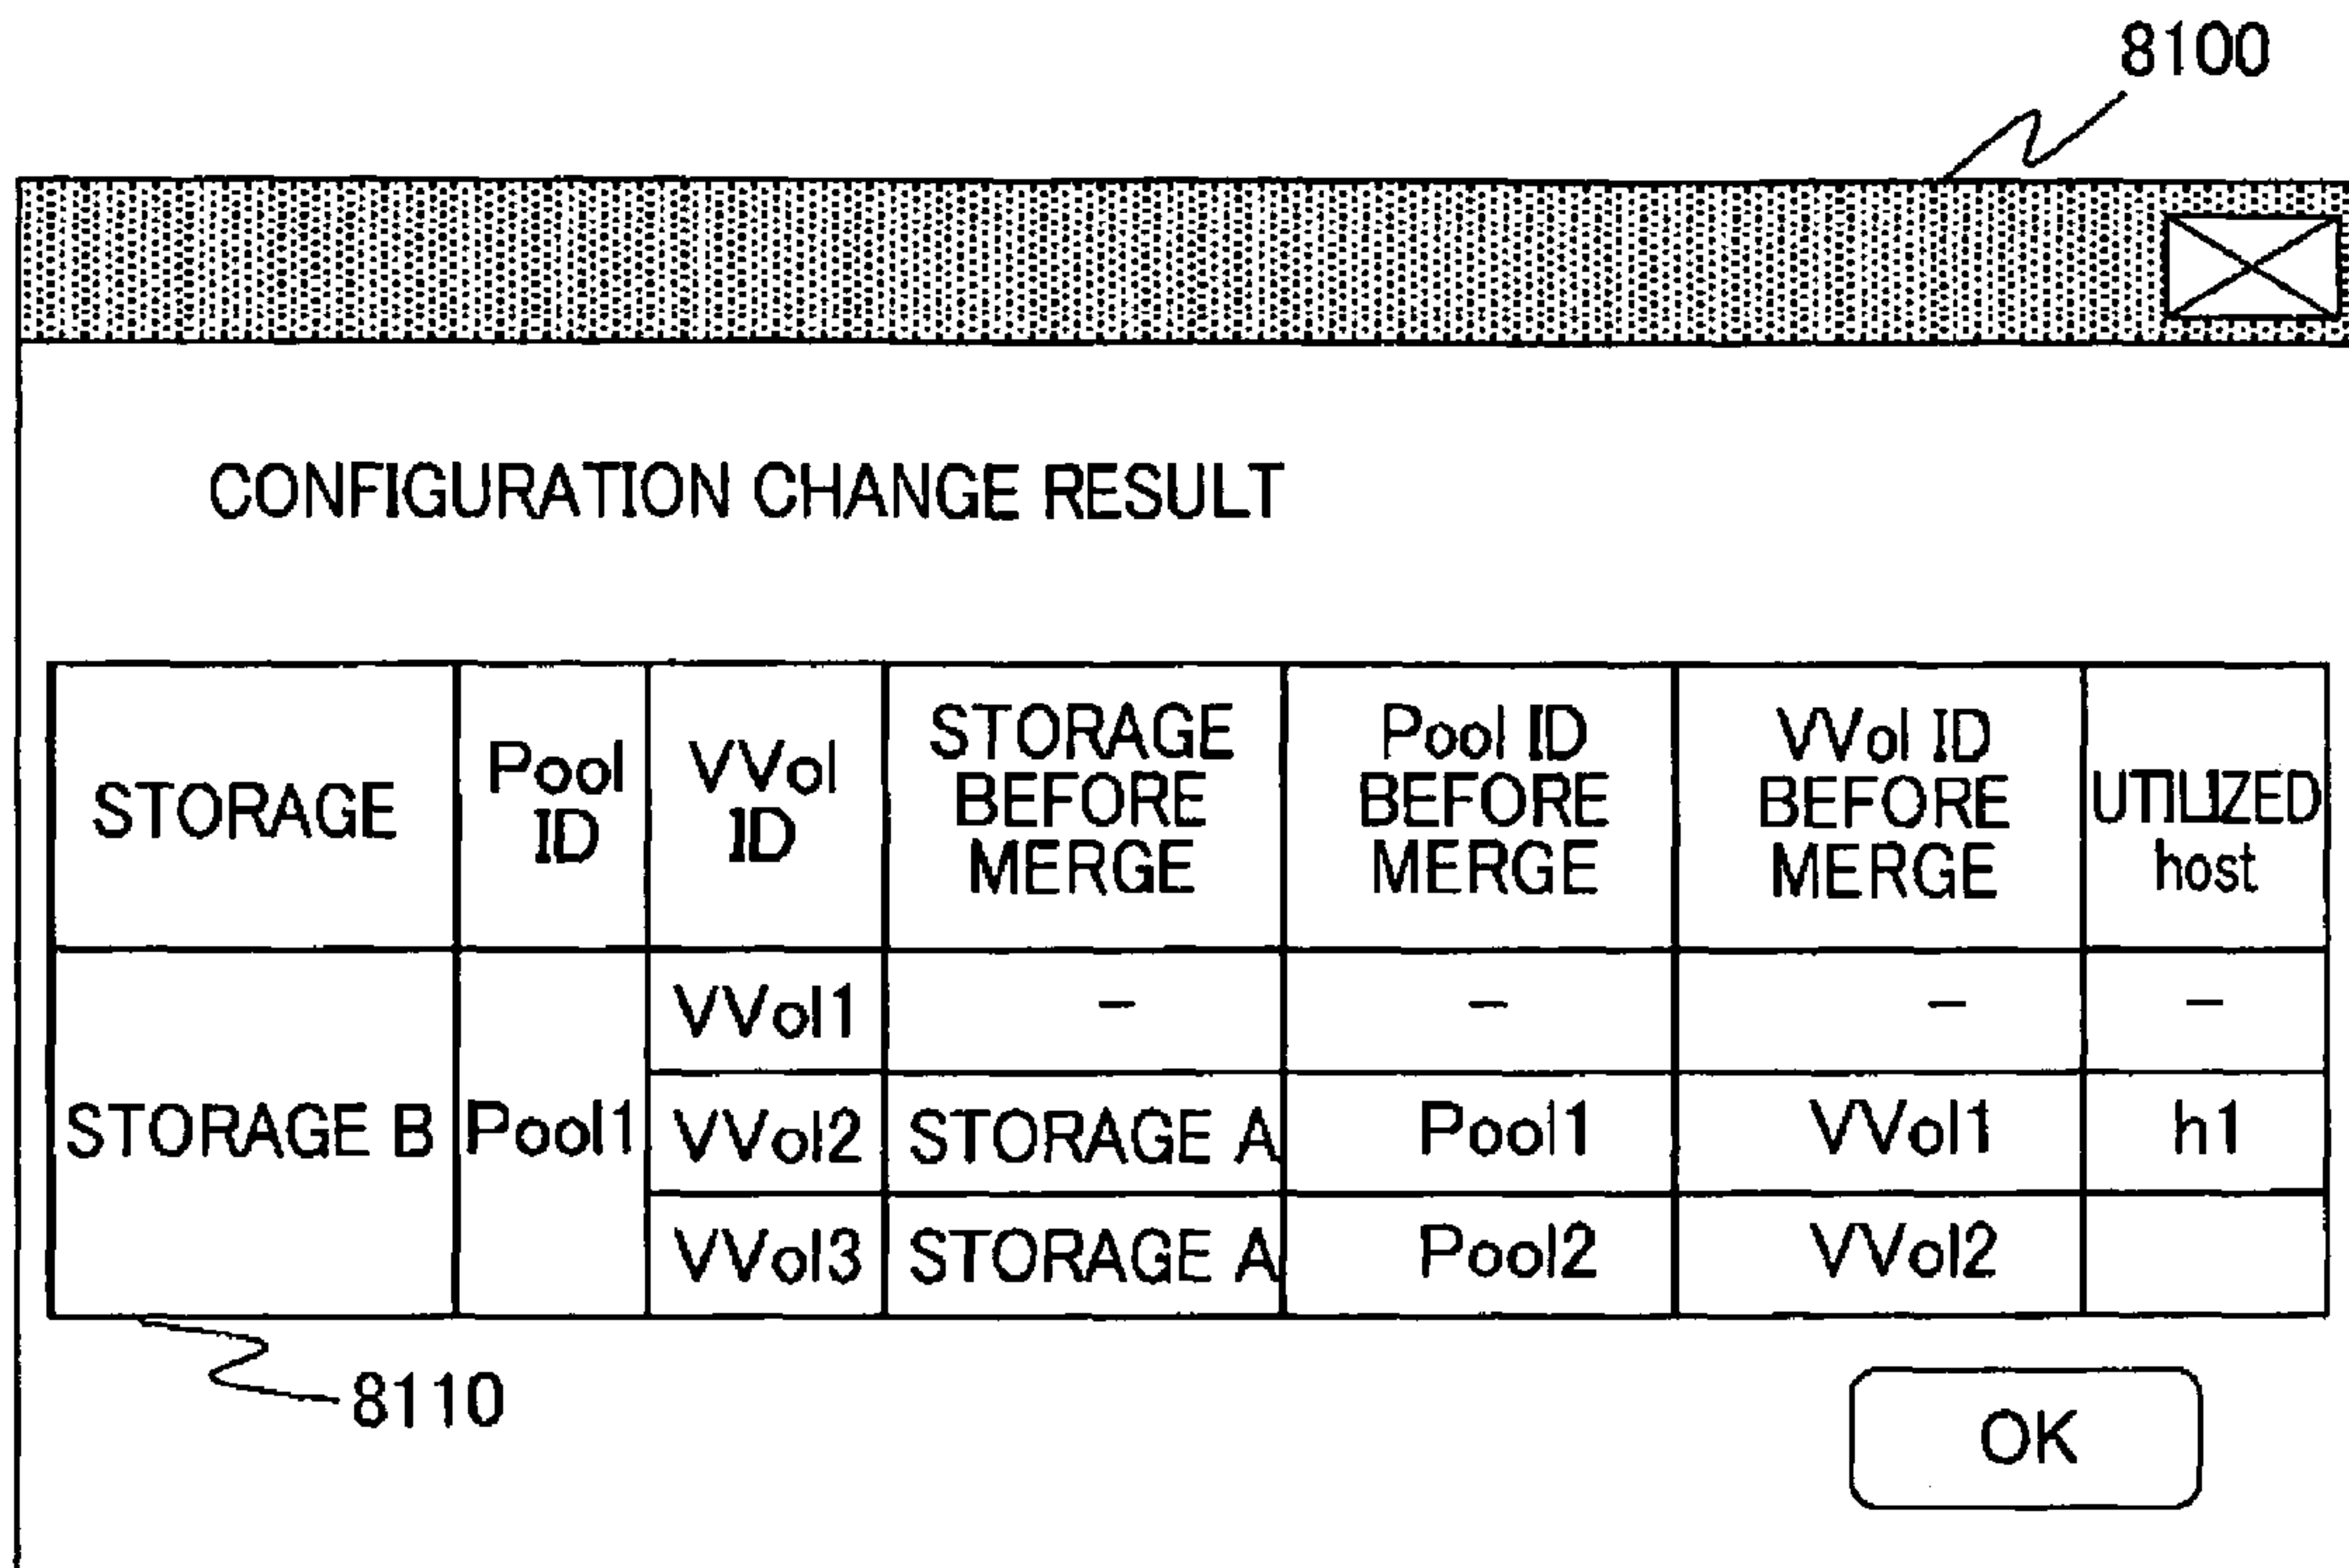 8100
CONFIGURATION CHANGE RESULT
STORAGE
Pool
ID
VVol
ID
STORAGE
BEFORE
MERGE
Pool ID
BEFORE
MERGE
VVol ID
BEFORE
MERGE
UTILIZED
host
STORAGE B
Pool1
VVol1
–
–
–
–
VVol2
STORAGE A
Pool1
VVol1
h1
VVol3
STORAGE A
Pool2
VVol2
8110
OK